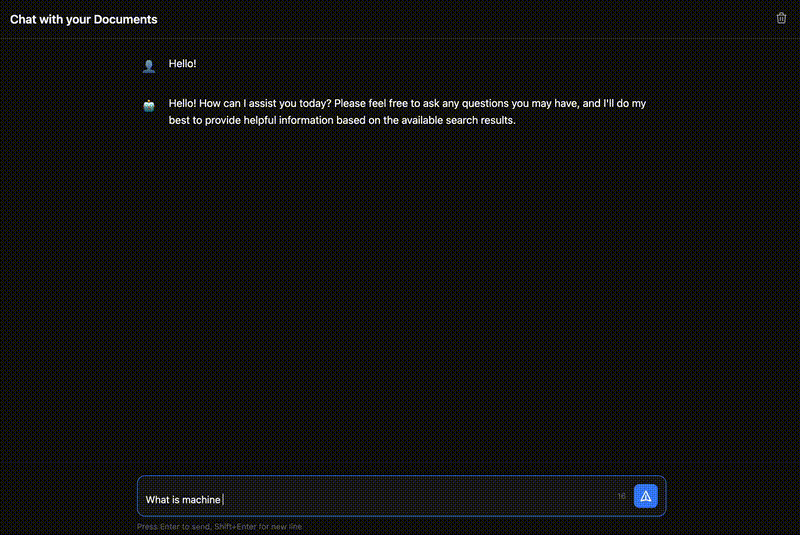 Chat with your Documents
Hello!
Hello! How can I assist you today? Please feel free to ask any questions you may have, and I'll do my
best to provide helpful information based on the available search results.
What is machine
16
Press Enter to send, Shift+Enter for new line